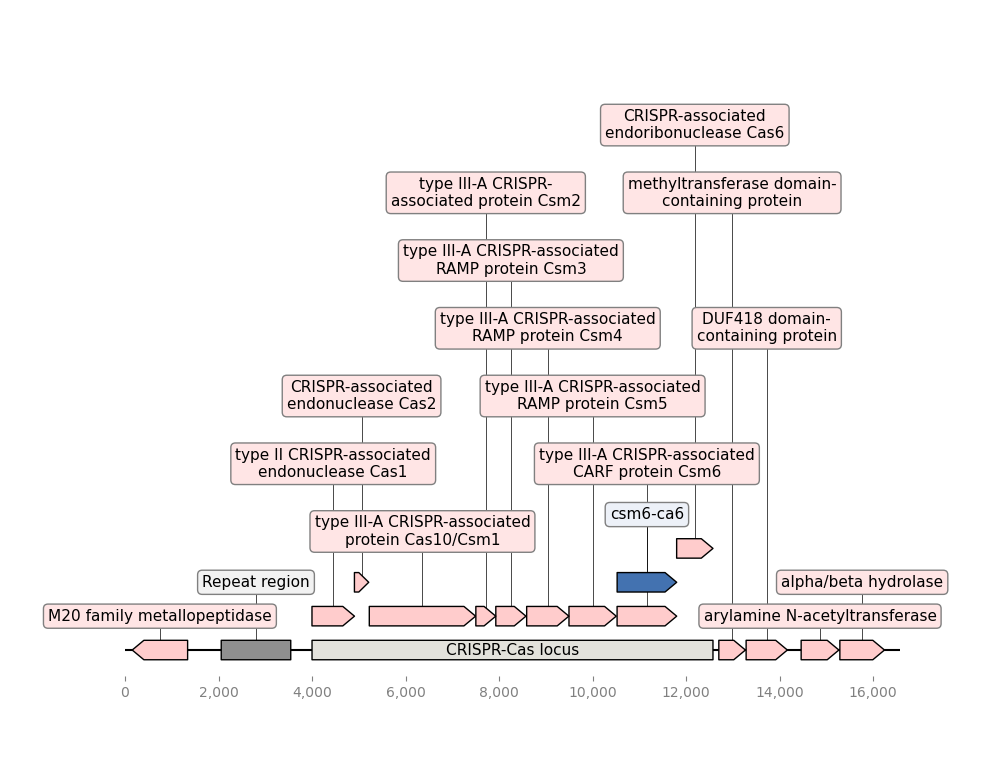 CRISPR-associated
endoribonuclease Cas6
type III-A CRISPR-
associated protein Csm2
methyltransferase domain-
containing protein
type III-A CRISPR-associated
RAMP protein Csm3
type III-A CRISPR-associated
RAMP protein Csm4
DUF418 domain-
containing protein
CRISPR-associated
endonuclease Cas2
type III-A CRISPR-associated
RAMP protein Csm5
type II CRISPR-associated
endonuclease Cas1
type III-A CRISPR-associated
CARF protein Csm6
csm6-ca6
type III-A CRISPR-associated
protein Cas10/Csm1
Repeat region
alpha/beta hydrolase
M20 family metallopeptidase
arylamine N-acetyltransferase
CRISPR-Cas locus
0 2,000 4,000 6,000 8,000 10,000 12,000 14,000 16,000